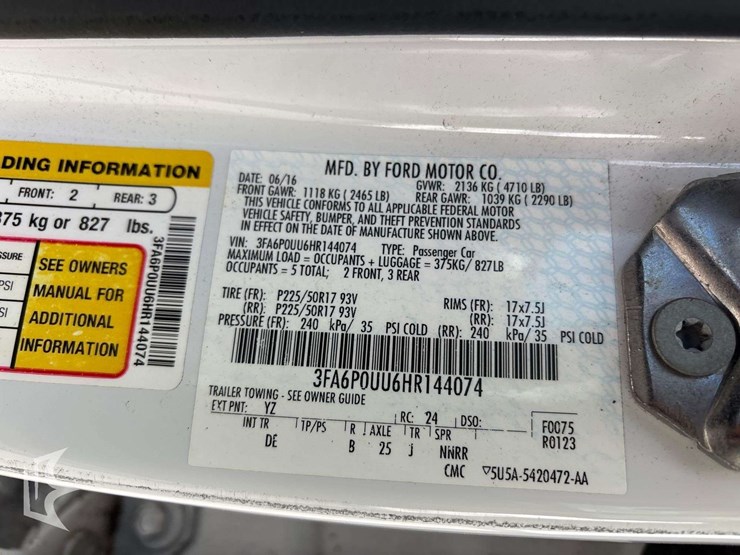 DING INFORMATION
FRONT: 2 REAR: 3
375 kg or 827 lbs.
SSURE
PSI
SI
SEE OWNERS
MANUAL FOR
ADDITIONAL
INFORMATION
3FA6P0UU6HR144074
MFD. BY FORD MOTOR CO.
DATE: 06/16 GVWR: 2136 KG ( 4710 LB)
FRONT GAWR: 1118 KG ( 2465 LB) REAR GAWR: 1039 KG ( 2290 LB)
THIS VEHICLE CONFORMS TO ALL APPLICABLE FEDERAL MOTOR
VEHICLE SAFETY, BUMPER, AND THEFT PREVENTION STANDARDS
IN EFFECT ON THE DATE OF MANUFACTURE SHOWN ABOVE.
VIN: 3FA6P0UU6HR144074 TYPE: Passenger Car
MAXIMUM LOAD = OCCUPANTS + LUGGAGE = 375KG/ 827LB
OCCUPANTS = 5 TOTAL; 2 FRONT, 3 REAR
TIRE (FR): P225/50R17 93V RIMS (FR): 17x7.5J
(RR): P225/50R17 93V (RR): 17x7.5J
PRESSURE (FR): 240 kPa/ 35 PSI COLD (RR): 240 kPa/ 35 PSI COLD
3FA6P0UU6HR144074
TRAILER TOWING - SEE OWNER GUIDE
EXT PNT: YZ RC: 24 DSO: F0075
R0123
INT TR TP/PS R AXLE TR SPR
DE B 25 J NNRR
CMC ▽5U5A-5420472-AA